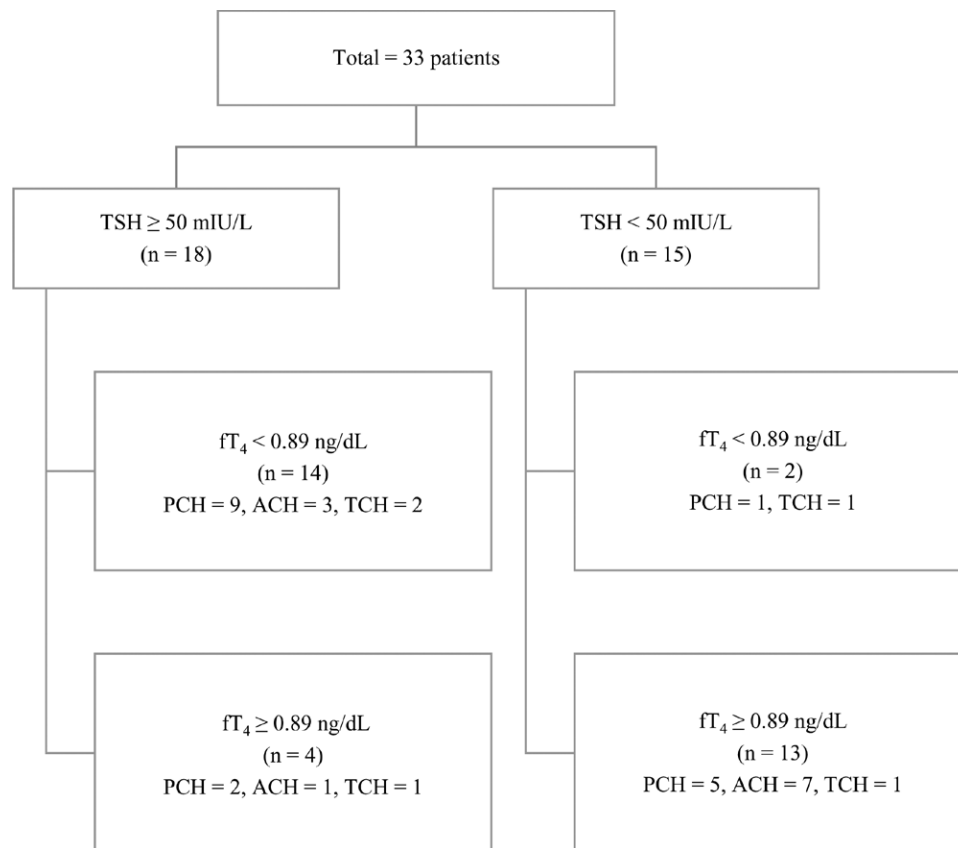 Total = 33 patients
TSH ≥ 50 mIU/L
(n = 18)
TSH < 50 mIU/L
(n = 15)
fT₄ < 0.89 ng/dL
(n = 14)
PCH = 9, ACH = 3, TCH = 2
fT₄ < 0.89 ng/dL
(n = 2)
PCH = 1, TCH = 1
fT₄ ≥ 0.89 ng/dL
(n = 4)
PCH = 2, ACH = 1, TCH = 1
fT₄ ≥ 0.89 ng/dL
(n = 13)
PCH = 5, ACH = 7, TCH = 1